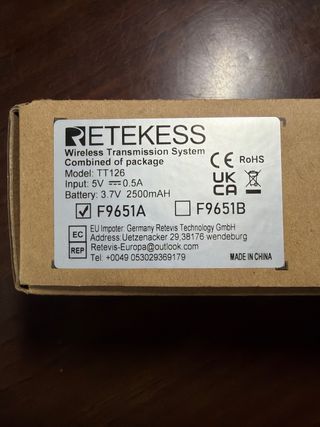 RETEKESS
Wireless Transmission System
Combined of package
Model: TT126
Input: 5V⎓0.5A
Battery: 3.7V 2500mAH
CE RoHS
UK
CA
☑ F9651A ☐ F9651B
EC
REP
EU Impoter: Germany Retevis Technology GmbH
Address:Uetzenacker 29,38176 wendeburg
Retevis-Europa@outlook.com
Tel: +0049 053029369179
MADE IN CHINA